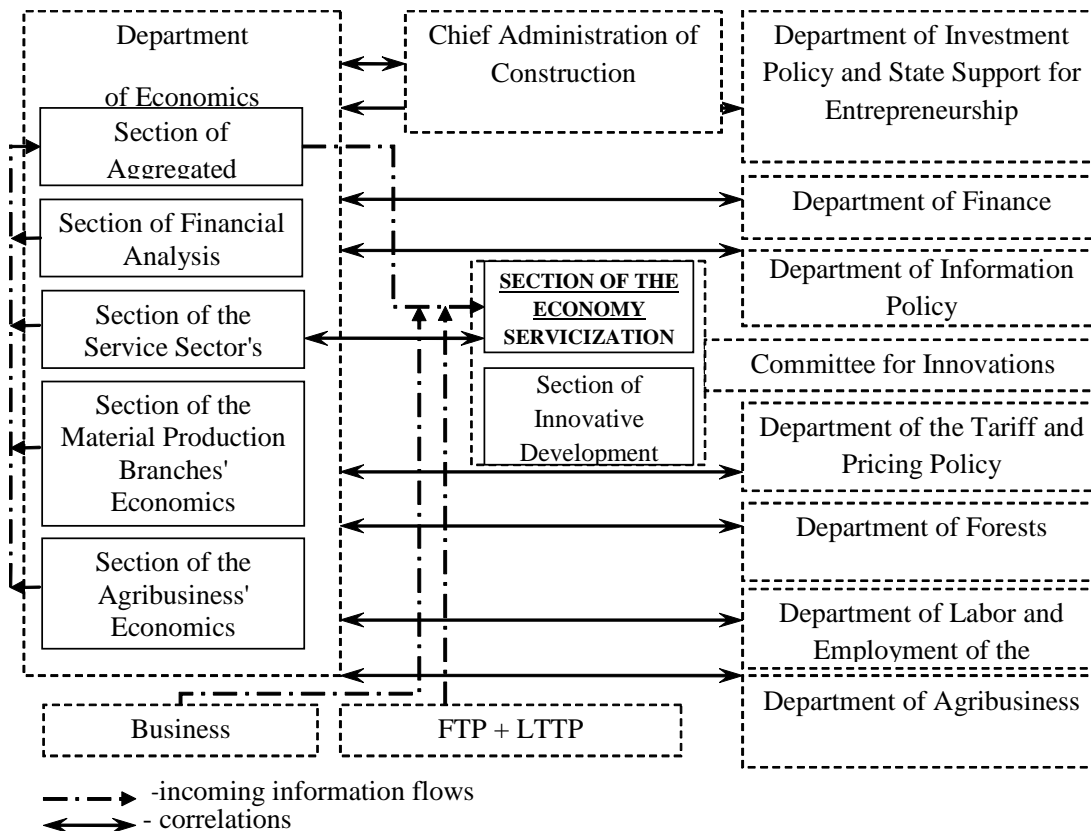 Department
of Economics
Section of
Aggregated
Section of Financial
Analysis
Section of the
Service Sector's
Section of the
Material Production
Branches'
Economics
Section of the
Agribusiness'
Economics
Business
FTP + LTTP
Chief Administration of
Construction
SECTION OF THE
ECONOMY
SERVICIZATION
Section of
Innovative
Development
Department of Investment
Policy and State Support for
Entrepreneurship
Department of Finance
Department of Information
Policy
Committee for Innovations
Department of the Tariff and
Pricing Policy
Department of Forests
Department of Labor and
Employment of the
Department of Agribusiness
-incoming information flows
- correlations